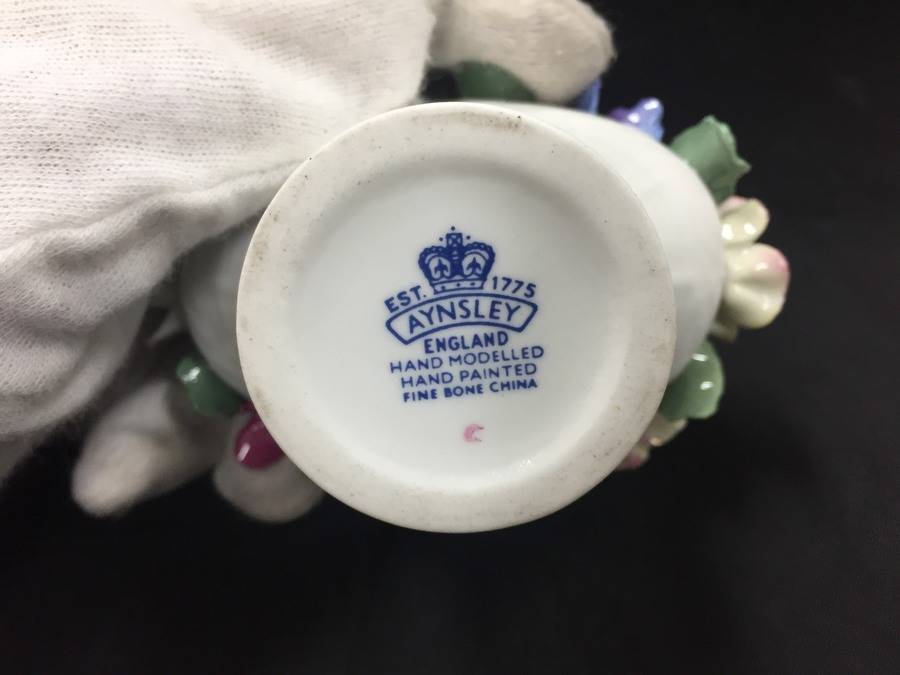 EST. 1775
AYNSLEY
ENGLAND
HAND MODELLED
HAND PAINTED
FINE BONE CHINA
C